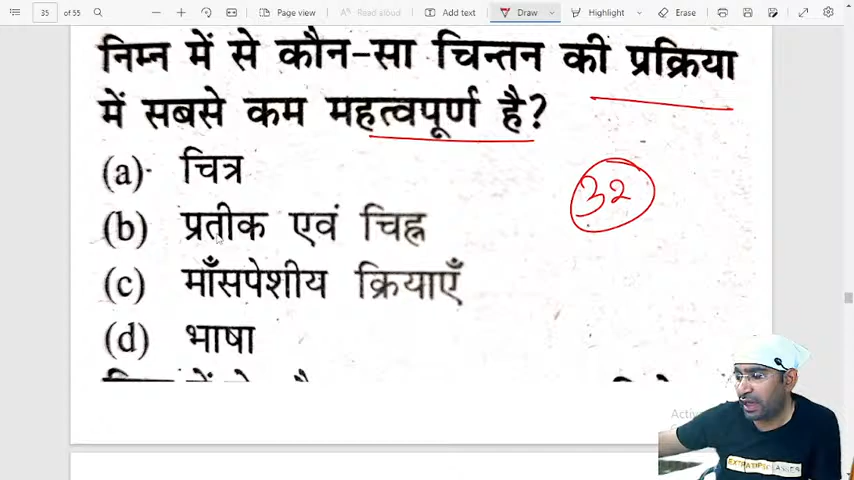 35 of 55
Page view
Read aloud
Add text
Draw
Highlight
Erase
निम्न में से कौन-सा चिन्तन की प्रक्रिया
में सबसे कम महत्वपूर्ण है?
(a) चित्र
32
(b) प्रतीक एवं चिह्न
(c) माँसपेशीय क्रियाएँ
(d) भाषा